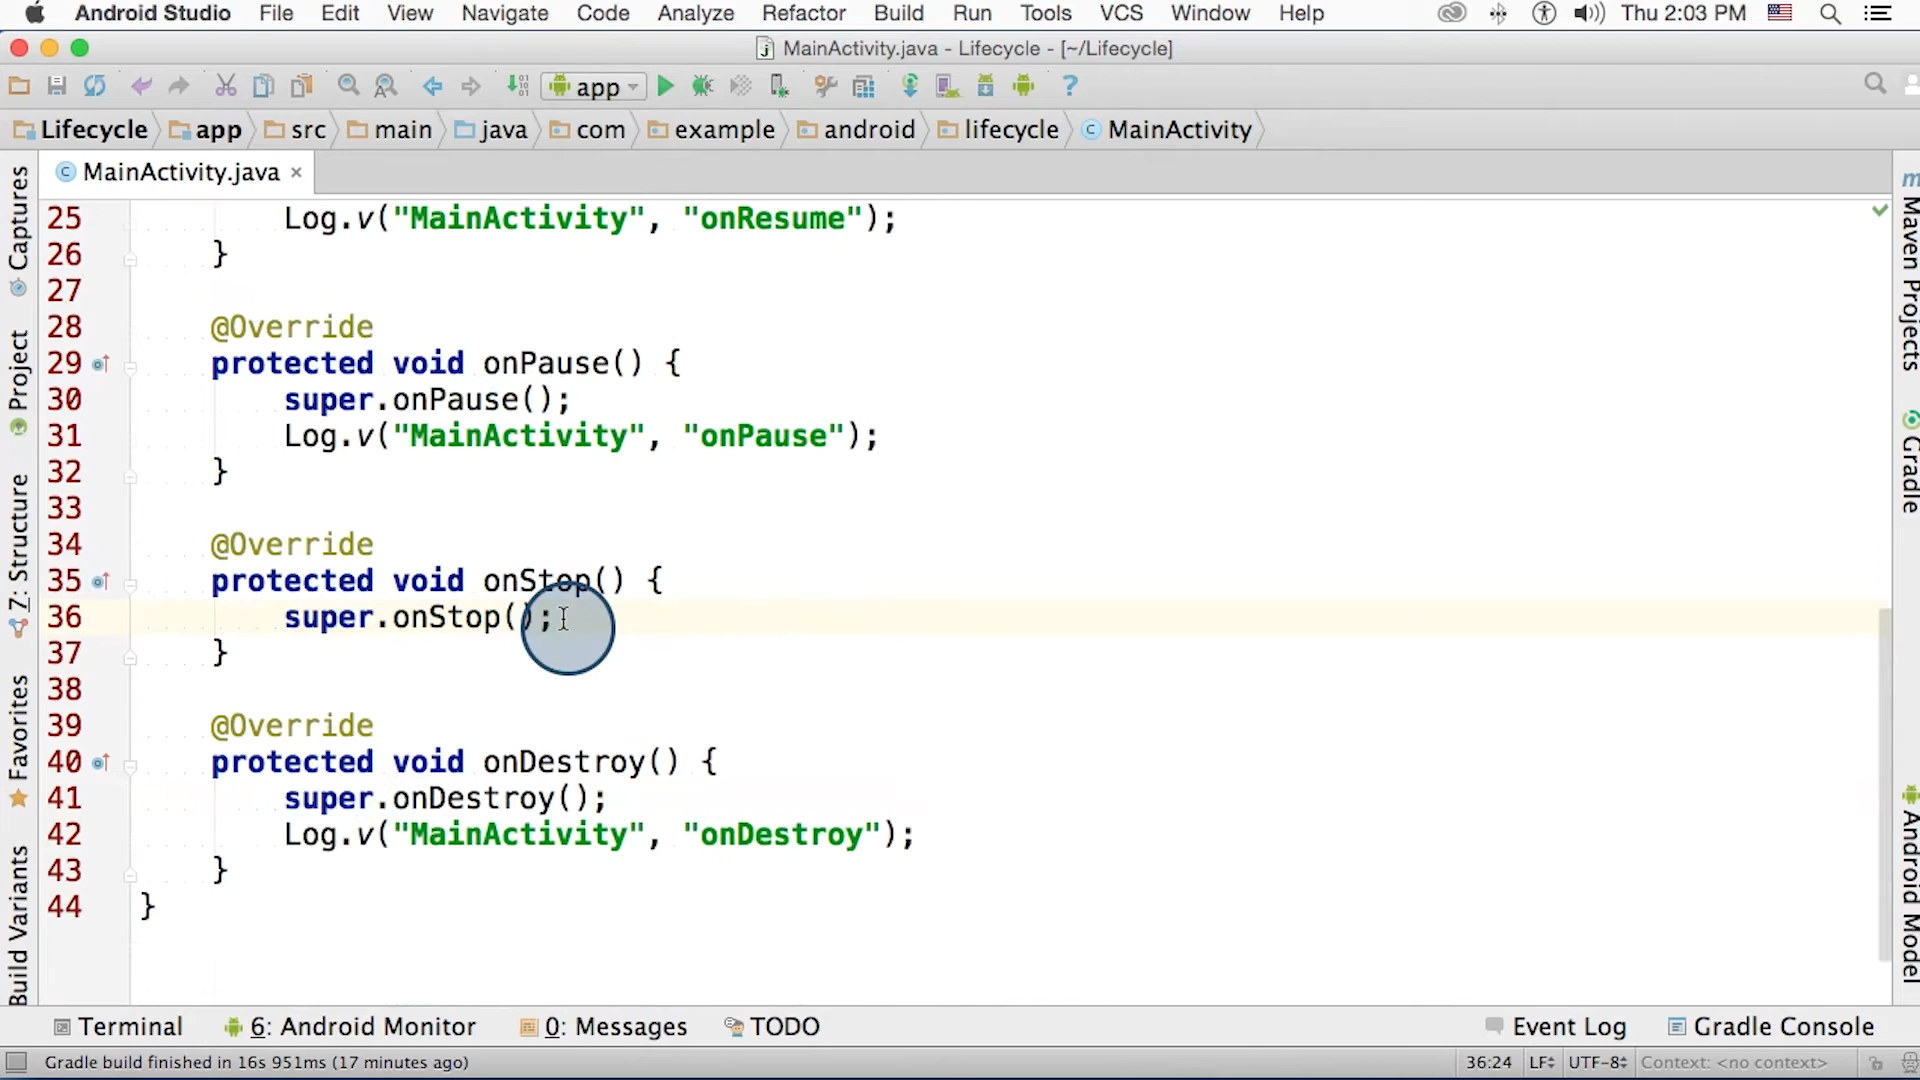 Android Studio File Edit View Navigate Code Analyze Refactor Build Run Tools VCS Window Help Thu 2:03 PM
MainActivity.java - Lifecycle - [~/Lifecycle]
app
Lifecycle app src main java com example android lifecycle MainActivity
MainActivity.java
25 Log.v("MainActivity", "onResume");
26 }
27
28 @Override
29 protected void onPause() {
30 super.onPause();
31 Log.v("MainActivity", "onPause");
32 }
33
34 @Override
35 protected void onStop() {
36 super.onStop();
37 }
38
39 @Override
40 protected void onDestroy() {
41 super.onDestroy();
42 Log.v("MainActivity", "onDestroy");
43 }
44 }
Captures
Project
Z: Structure
Favorites
Build Variants
Maven Projects
Gradle
Android Model
Terminal 6: Android Monitor 0: Messages TODO Event Log Gradle Console
Gradle build finished in 16s 951ms (17 minutes ago) 36:24 LF UTF-8 Context: <no context>